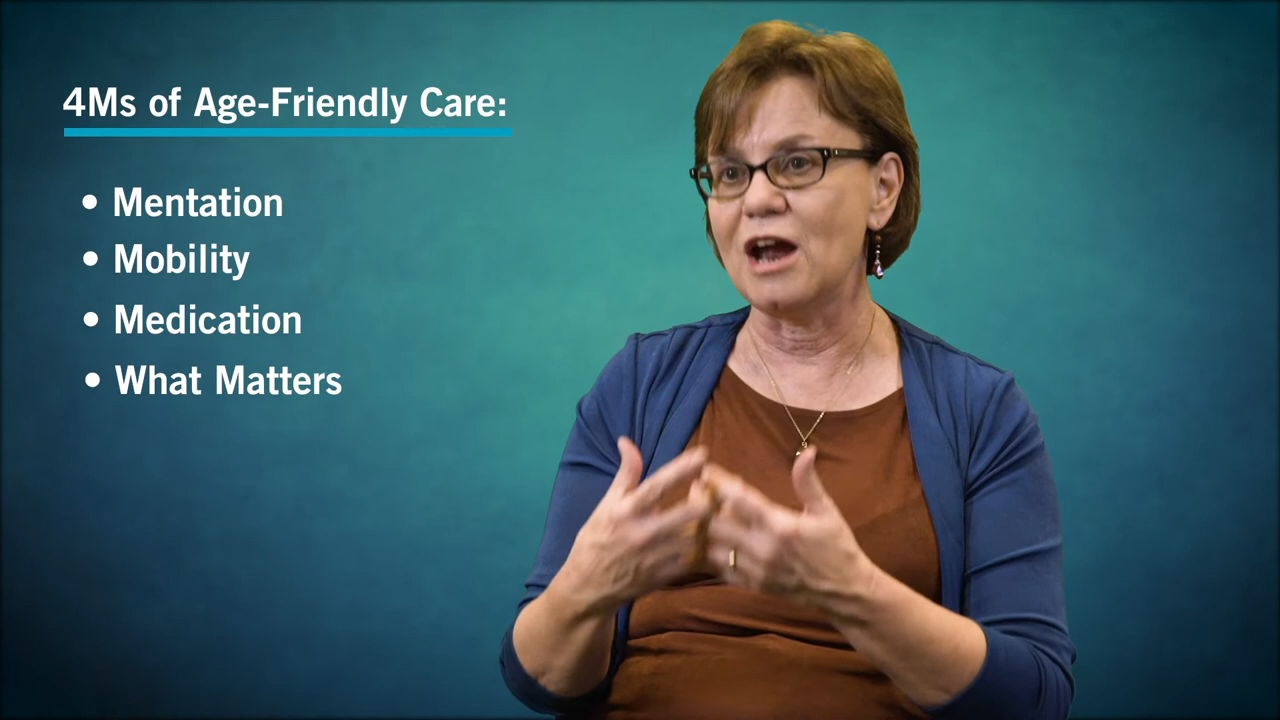 4Ms of Age-Friendly Care:
• Mentation
• Mobility
• Medication
• What Matters